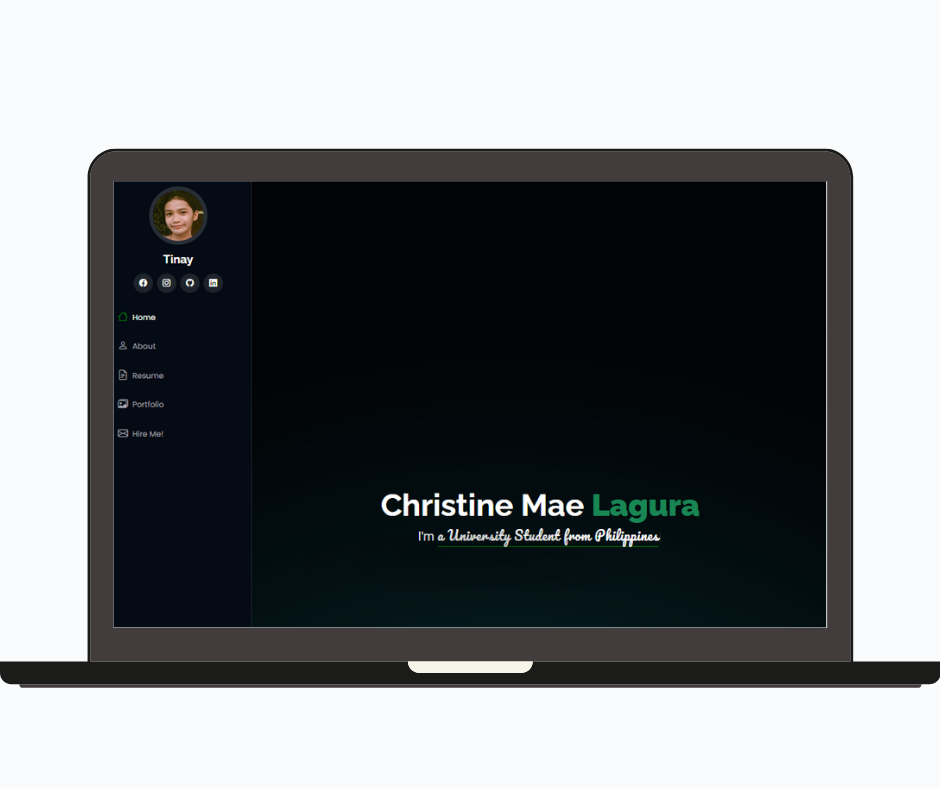 Tinay
Home
About
Resume
Portfolio
Hire Me!
Christine Mae Lagura
I'm a University Student from Philippines